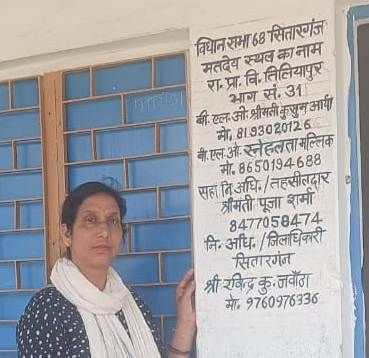 विधान सभा 68 सितारगंज
मतदेय स्थल का नाम
रा. प्रा. वि. लिलियापुर
भाग सं. 31
बी. एल. ओ. श्रीमती कुसुम आर्या
मो. 8193020126
बी. एल. ओ. स्नेहलता मल्लिक
मो. 8650194688
सहा. नि. अधि. / तहसीलदार
श्रीमती पूजा शर्मा
8477058474
नि. अधि. / जिलाधिकारी
सितारगंज
श्री रविन्द्र कु. जवांठा
मो. 9760976336